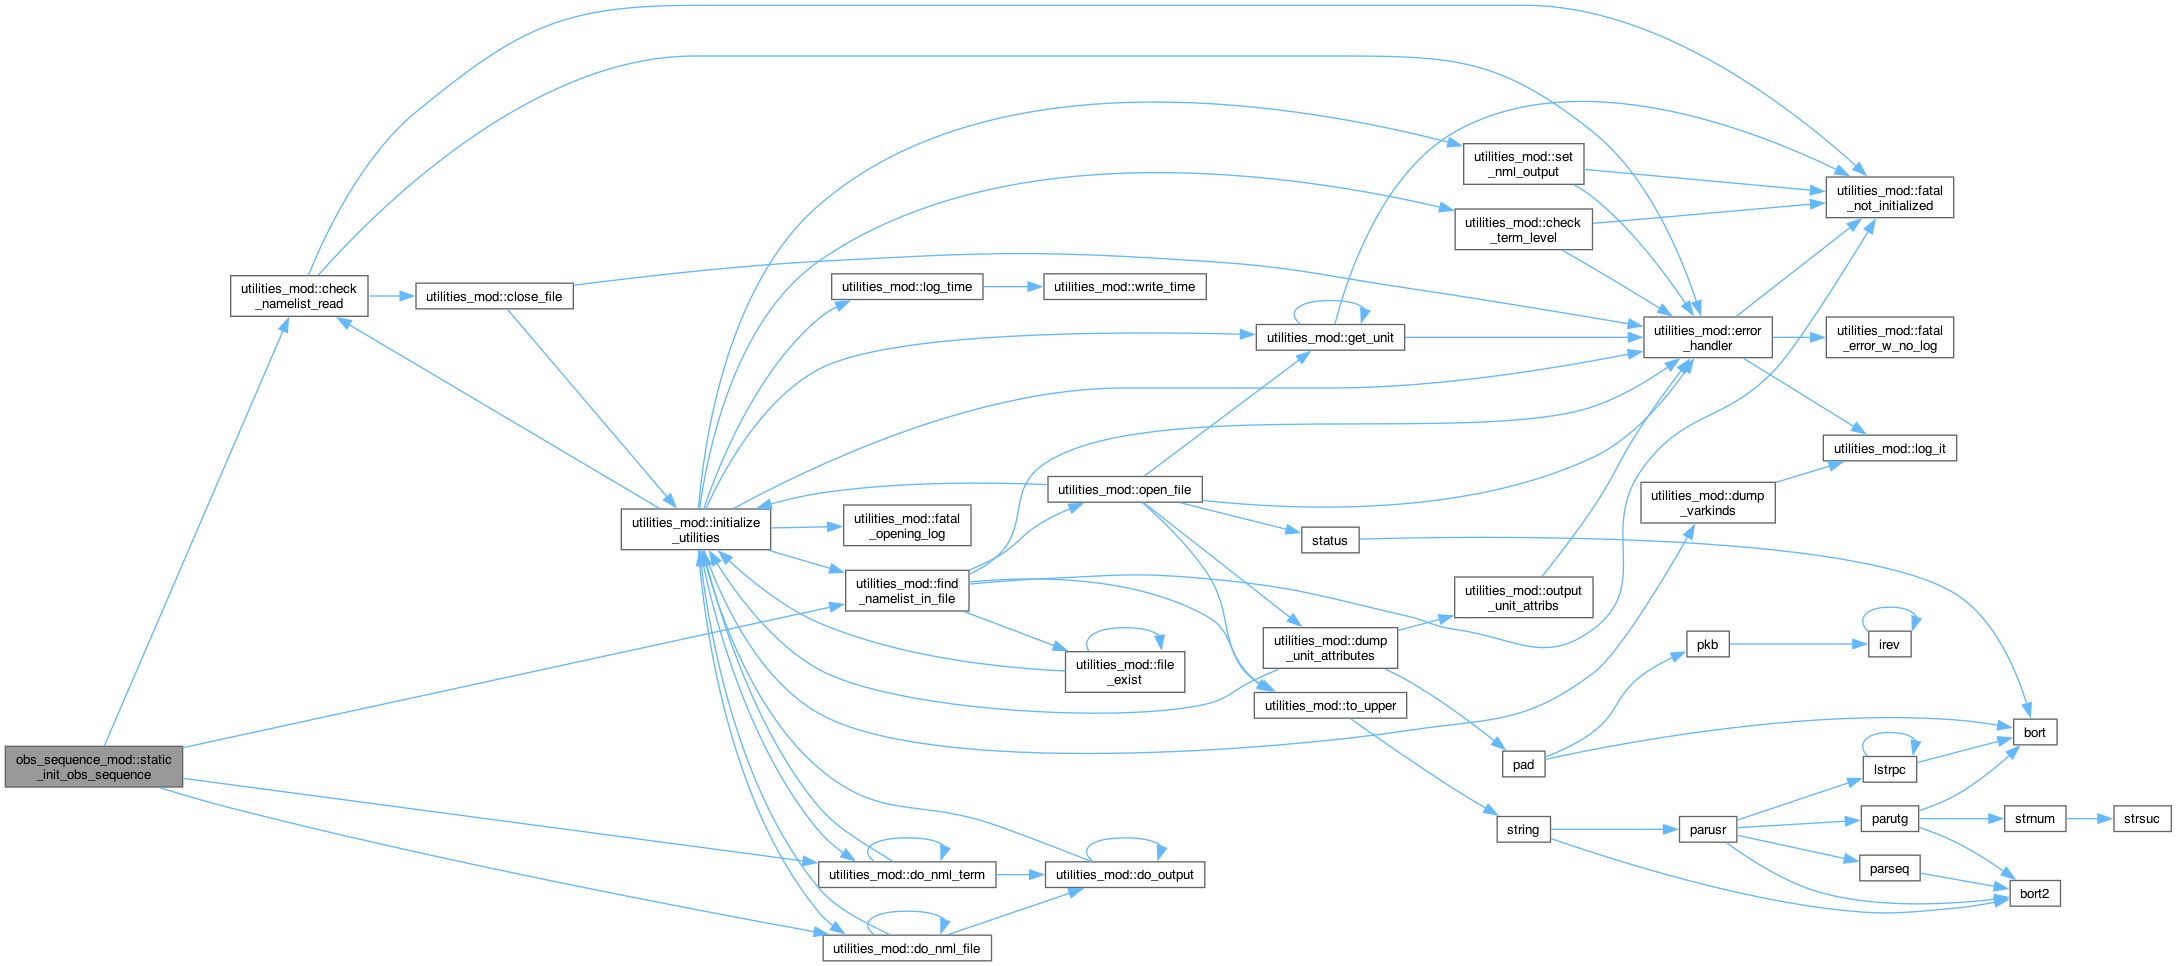 utilities_mod::set
_nml_output
utilities_mod::fatal
_not_initialized
utilities_mod::check
_term_level
utilities_mod::check
_namelist_read
utilities_mod::close_file
utilities_mod::log_time
utilities_mod::write_time
utilities_mod::get_unit
utilities_mod::error
_handler
utilities_mod::fatal
_error_w_no_log
utilities_mod::log_it
utilities_mod::open_file
utilities_mod::dump
_varkinds
utilities_mod::initialize
_utilities
utilities_mod::fatal
_opening_log
status
utilities_mod::find
_namelist_in_file
utilities_mod::output
_unit_attribs
utilities_mod::dump
_unit_attributes
pkb
irev
utilities_mod::file
_exist
utilities_mod::to_upper
bort
obs_sequence_mod::static
_init_obs_sequence
pad
lstrpc
string
parusr
parutg
strnum
strsuc
utilities_mod::do_nml_term
utilities_mod::do_output
parseq
bort2
utilities_mod::do_nml_file